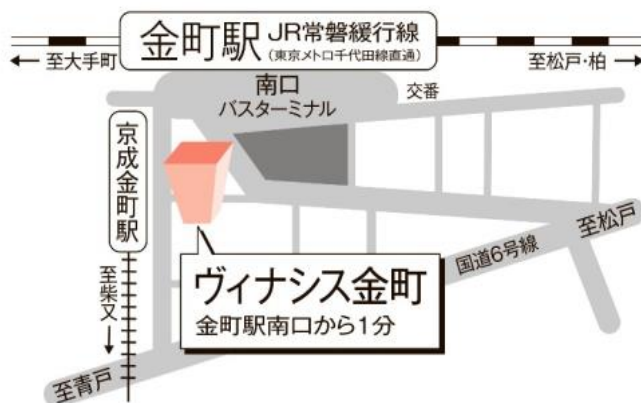 金町駅 JR常磐緩行線
(東京メトロ千代田線直通)
←至大手町
至松戸・柏→
南口
バスターミナル
交番
京成金町駅
至柴又→
至松戸
国道6号線
ヴィナシス金町
金町駅南口から1分
至青戸